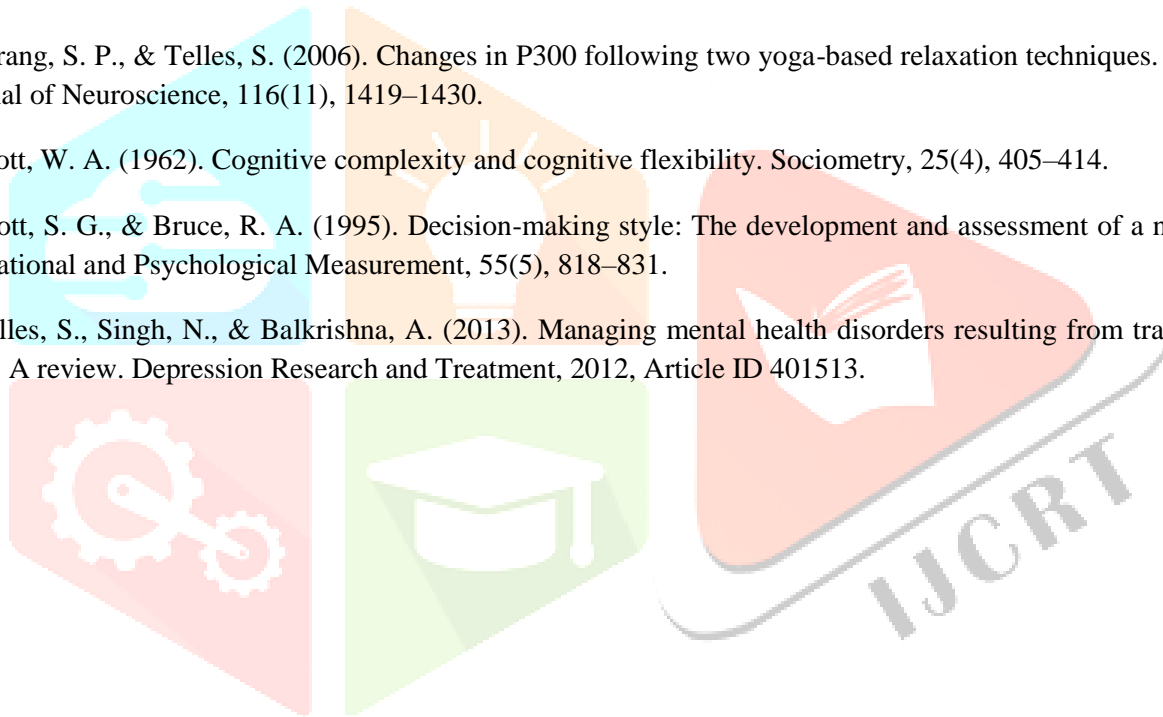 rang, S. P., & Telles, S. (2006). Changes in P300 following two yoga-based relaxation techniques.
al of Neuroscience, 116(11), 1419–1430.
ott, W. A. (1962). Cognitive complexity and cognitive flexibility. Sociometry, 25(4), 405–414.
ott, S. G., & Bruce, R. A. (1995). Decision-making style: The development and assessment of a
ational and Psychological Measurement, 55(5), 818–831.
lles, S., Singh, N., & Balkrishna, A. (2013). Managing mental health disorders resulting from tra
A review. Depression Research and Treatment, 2012, Article ID 401513.
IJCRT